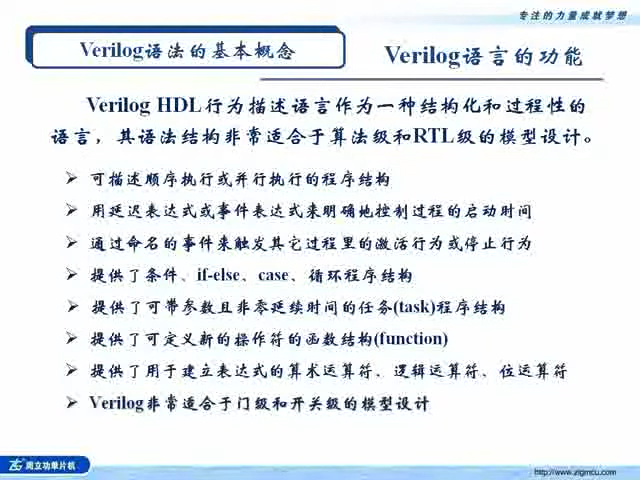 专注的力量成就梦想
Verilog语法的基本概念
Verilog语言的功能
Verilog HDL行为描述语言作为一种结构化和过程性的
语言，其语法结构非常适合于算法级和RTL级的模型设计。
➢ 可描述顺序执行或并行执行的程序结构
➢ 用延迟表达式或事件表达式来明确地控制过程的启动时间
➢ 通过命名的事件来触发其它过程里的激活行为或停止行为
➢ 提供了条件、if-else、case、循环程序结构
➢ 提供了可带参数且非零延续时间的任务(task)程序结构
➢ 提供了可定义新的操作符的函数结构(function)
➢ 提供了用于建立表达式的算术运算符、逻辑运算符、位运算符
➢ Verilog非常适合于门级和开关级的模型设计
周立功单片机
http://www.zlgmcu.com